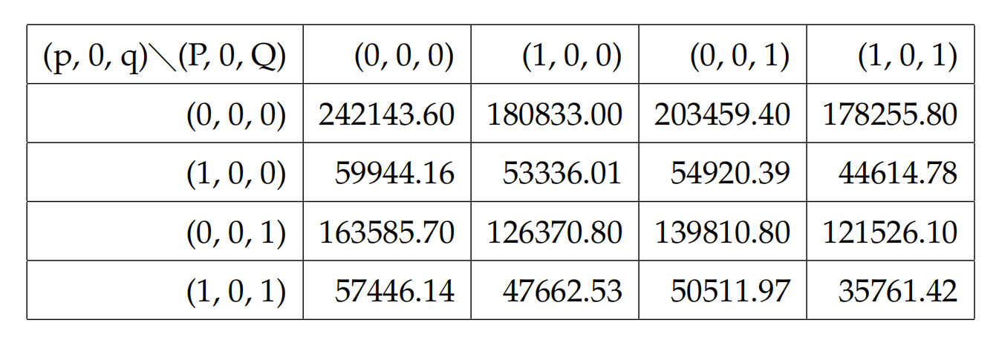 (p, 0, q)╲(P, 0, Q) (0, 0, 0) (1, 0, 0) (0, 0, 1) (1, 0, 1)
(0, 0, 0) 242143.60 180833.00 203459.40 178255.80
(1, 0, 0) 59944.16 53336.01 54920.39 44614.78
(0, 0, 1) 163585.70 126370.80 139810.80 121526.10
(1, 0, 1) 57446.14 47662.53 50511.97 35761.42